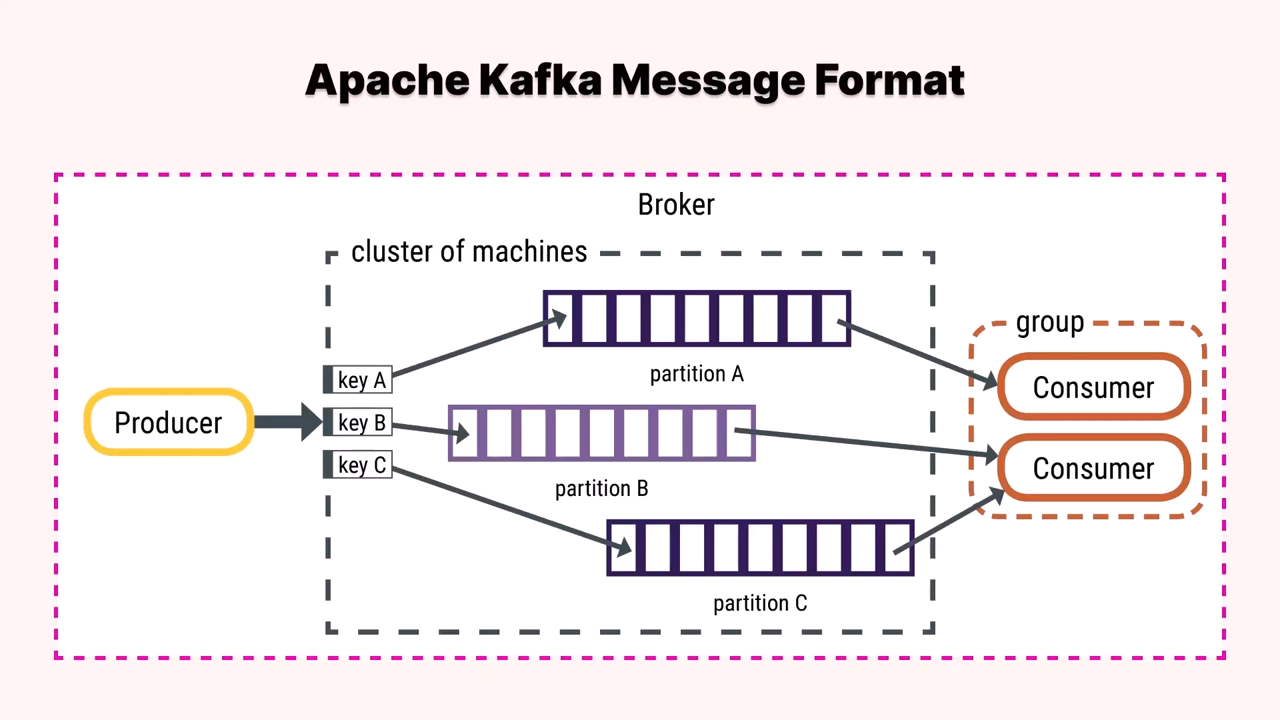 Apache Kafka Message Format
Broker
cluster of machines
group
key A
partition A
Consumer
Producer
key B
key C
partition B
Consumer
partition C